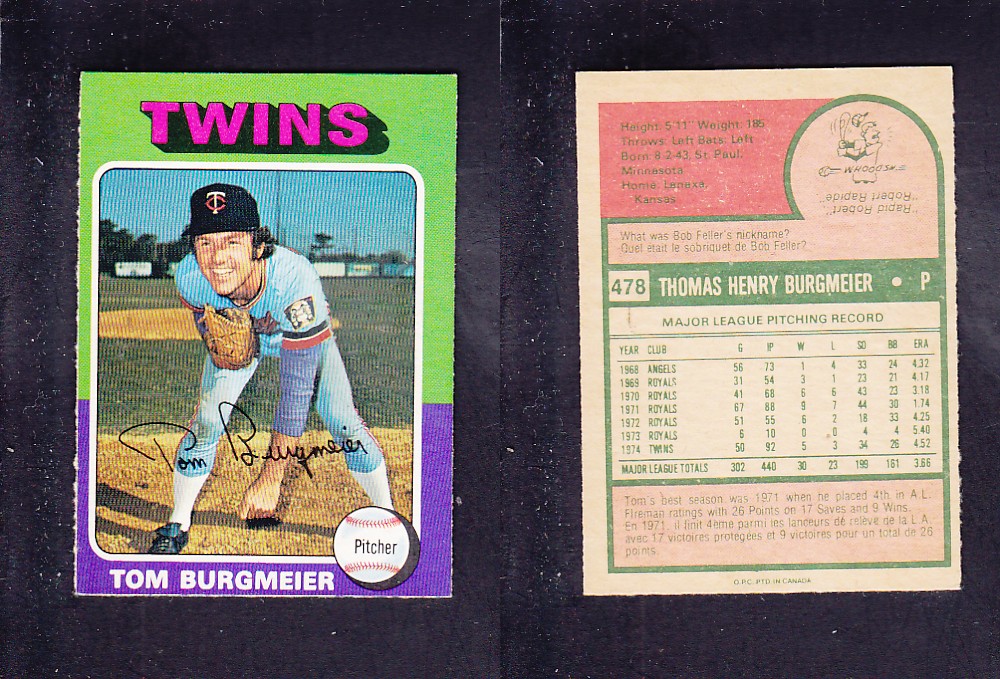 TWINS
TC
Tom Burgmeier
Pitcher
TOM BURGMEIER
Height: 5'11" Weight: 185
Throws: Left Bats: Left
Born: 8-2-43, St. Paul,
Minnesota
Home: Lenexa,
Kansas
WHOOOSH
"Rapid Robert"
"Robert Rapide"
What was Bob Feller's nickname?
Quel était le sobriquet de Bob Feller?
478 THOMAS HENRY BURGMEIER • P
MAJOR LEAGUE PITCHING RECORD
YEAR CLUB G IP W L SO BB ERA
1968 ANGELS 56 73 1 4 33 24 4.32
1969 ROYALS 31 54 3 1 23 21 4.17
1970 ROYALS 41 68 6 6 43 23 3.18
1971 ROYALS 67 88 9 7 44 30 1.74
1972 ROYALS 51 55 6 2 18 33 4.25
1973 ROYALS 6 10 0 0 4 4 5.40
1974 TWINS 50 92 5 3 34 26 4.52
MAJOR LEAGUE TOTALS 302 440 30 23 199 161 3.66
Tom's best season was 1971 when he placed 4th in A.L.
Fireman ratings with 26 Points on 17 Saves and 9 Wins.
En 1971, il finit 4ème parmi les lanceurs de relève de la L.A.
avec 17 victoires protegées et 9 victoires pour un total de 26
points.
O.P.C. PTD. IN CANADA